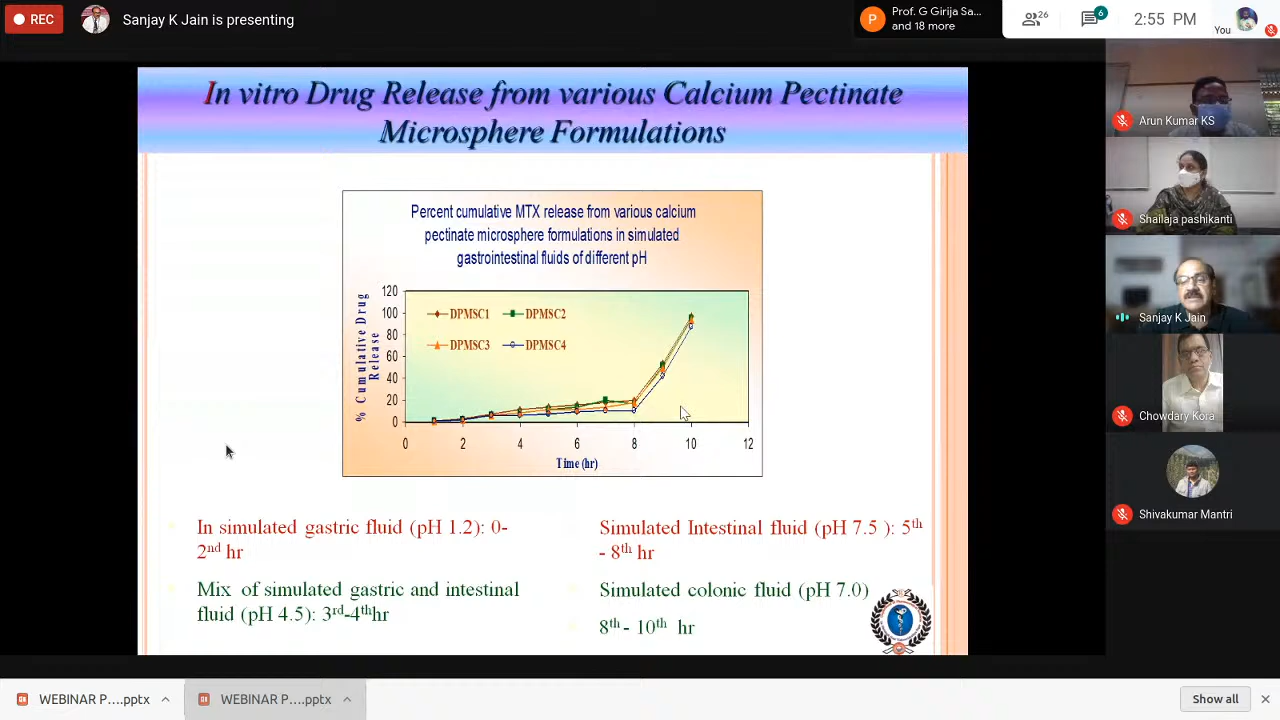 REC
Sanjay K Jain is presenting
P
Prof. G Girija Sa...
and 18 more
26
6
2:55 PM
You
In vitro Drug Release from various Calcium Pectinate
Microsphere Formulations
Percent cumulative MTX release from various calcium
pectinate microsphere formulations in simulated
gastrointestinal fluids of different pH
% Cumulative Drug
Release
120
100
80
60
40
20
0
DPMSC1
DPMSC2
DPMSC3
DPMSC4
0 2 4 6 8 10 12
Time (hr)
In simulated gastric fluid (pH 1.2): 0-
2nd hr
Mix of simulated gastric and intestinal
fluid (pH 4.5): 3rd-4thhr
Simulated Intestinal fluid (pH 7.5 ): 5th
- 8th hr
Simulated colonic fluid (pH 7.0)
8th - 10th hr
Arun Kumar KS
Shailaja pashikanti
Sanjay K Jain
Chowdary Kora
Shivakumar Mantri
WEBINAR P....pptx
WEBINAR P....pptx
Show all